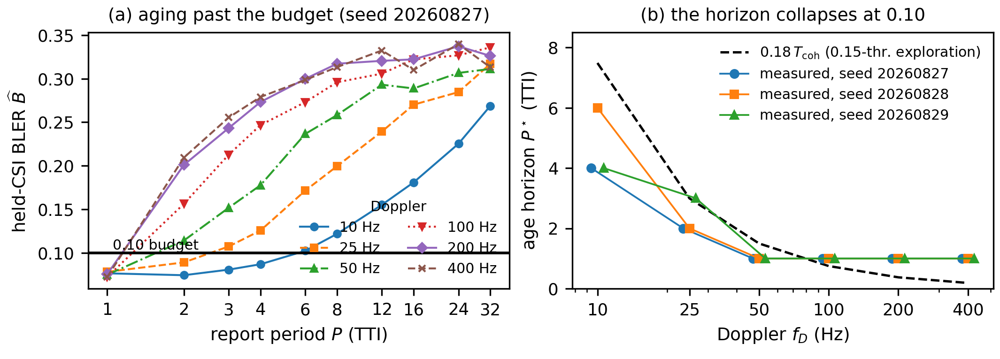 (a) aging past the budget (seed 20260827)
held-CSI BLER B̂
0.35
0.30
0.25
0.20
0.15
0.10
0.10 budget
Doppler
10 Hz
25 Hz
50 Hz
100 Hz
200 Hz
400 Hz
1 2 3 4 6 8 12 16 24 32
report period P (TTI)
(b) the horizon collapses at 0.10
age horizon P⋆ (TTI)
8
6
4
2
0
0.18 T_coh (0.15-thr. exploration)
measured, seed 20260827
measured, seed 20260828
measured, seed 20260829
10 25 50 100 200 400
Doppler f_D (Hz)